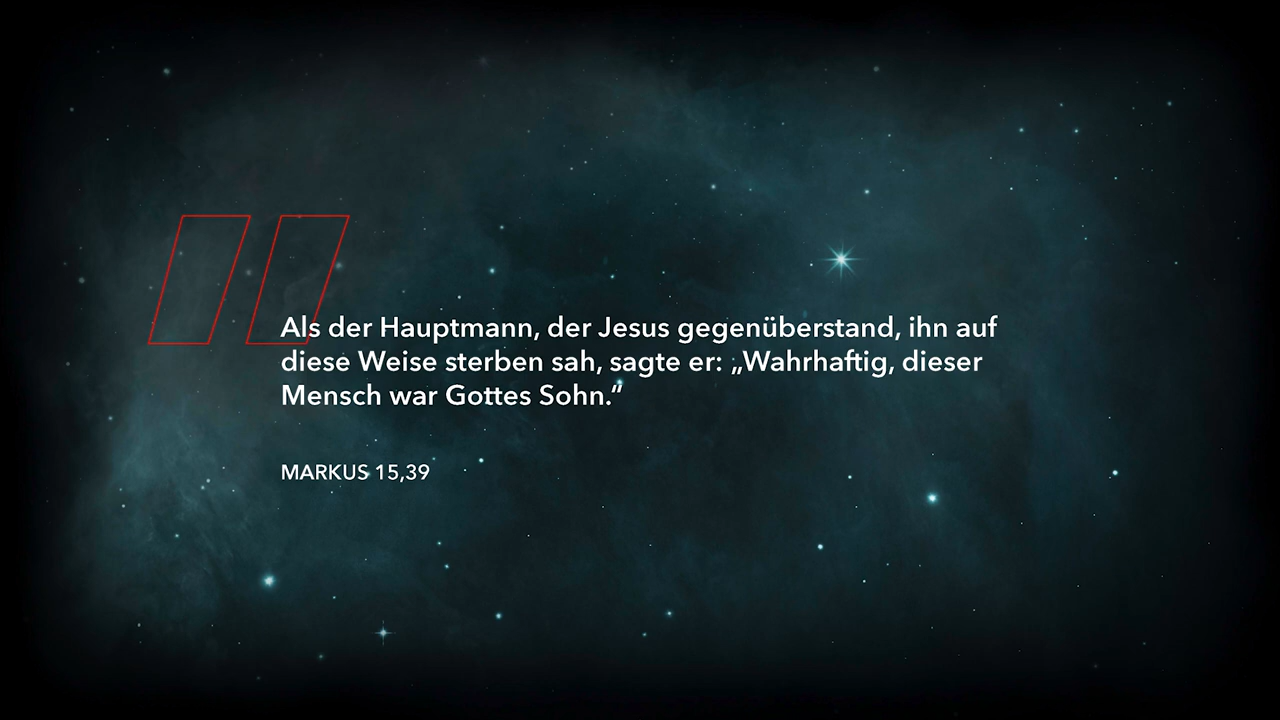 Als der Hauptmann, der Jesus gegenüberstand, ihn auf
diese Weise sterben sah, sagte er: „Wahrhaftig, dieser
Mensch war Gottes Sohn.“
MARKUS 15,39